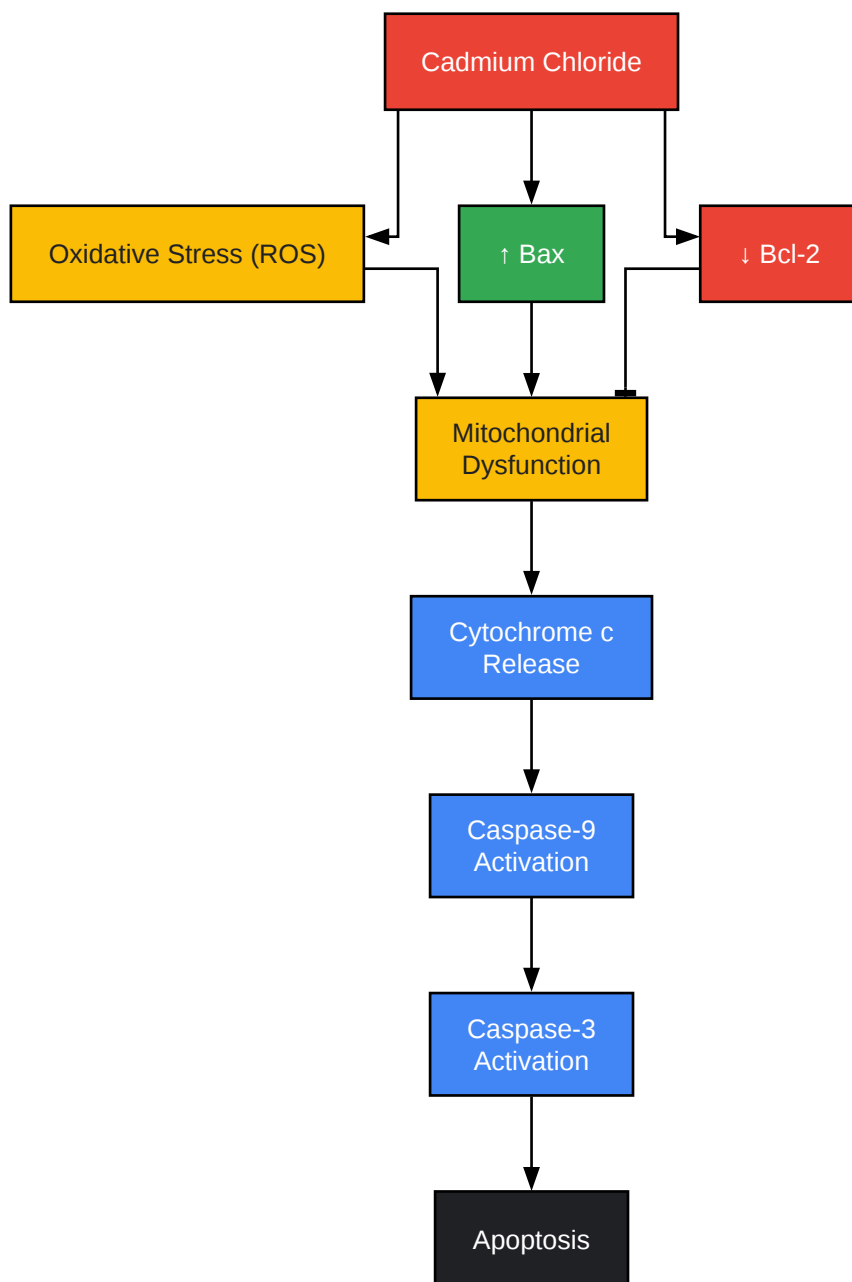 Cadmium Chloride
Oxidative Stress (ROS)
↑ Bax
↓ Bcl-2
Mitochondrial
Dysfunction
Cytochrome c
Release
Caspase-9
Activation
Caspase-3
Activation
Apoptosis